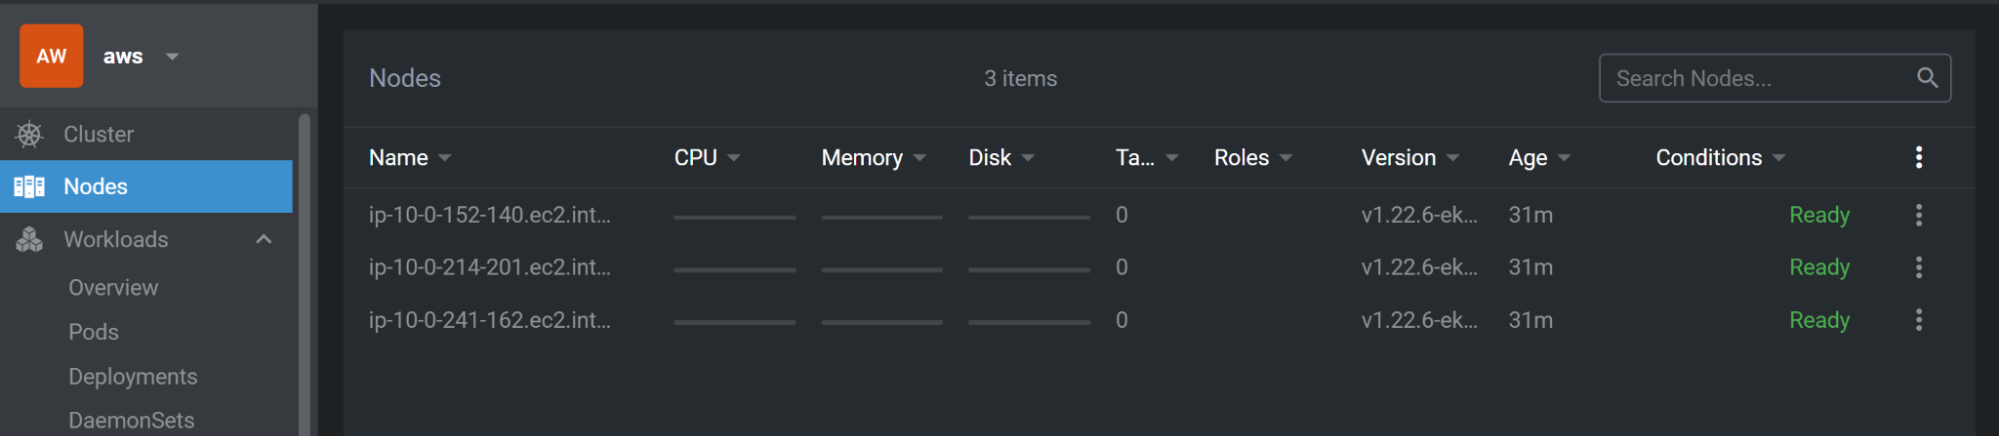 AW aws
Cluster
Nodes
Workloads
Overview
Pods
Deployments
DaemonSets
Nodes 3 items Search Nodes...
Name CPU Memory Disk Ta... Roles Version Age Conditions
ip-10-0-152-140.ec2.int... 0 v1.22.6-ek... 31m Ready
ip-10-0-214-201.ec2.int... 0 v1.22.6-ek... 31m Ready
ip-10-0-241-162.ec2.int... 0 v1.22.6-ek... 31m Ready